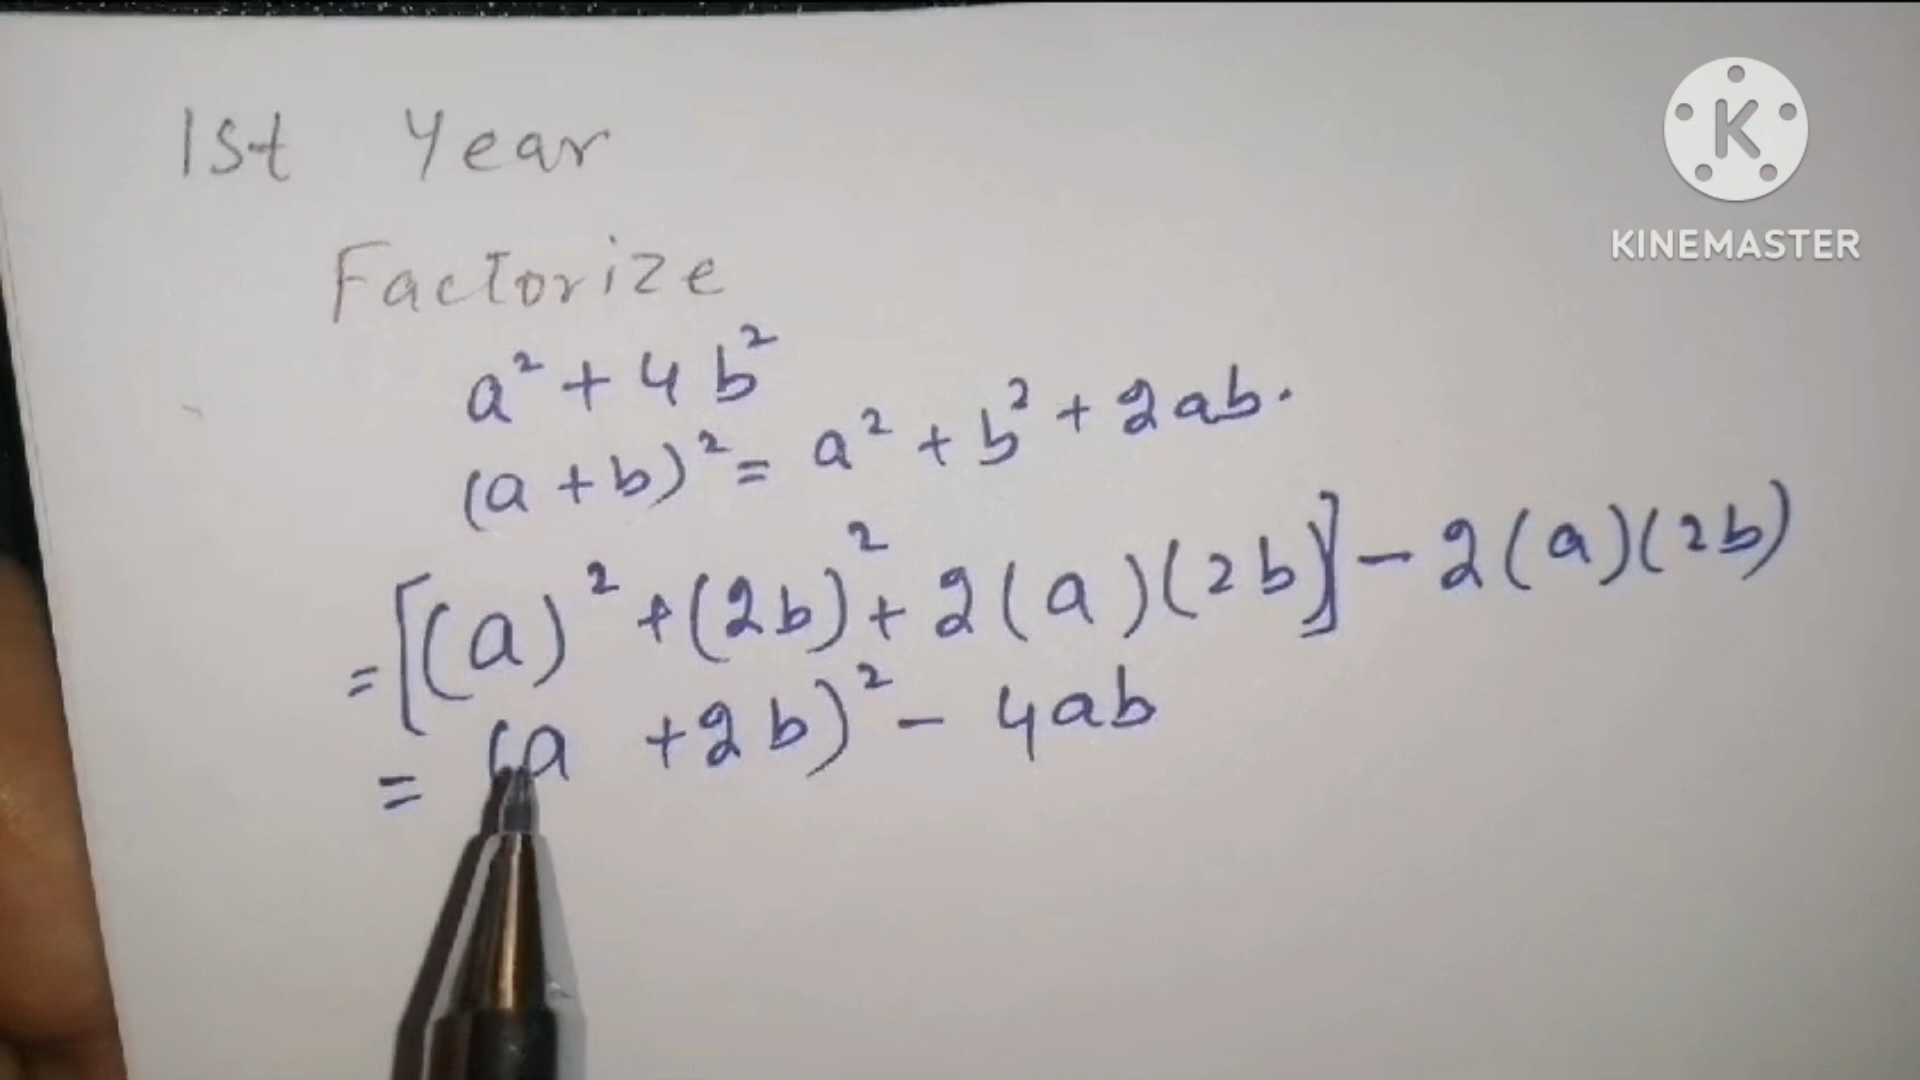 1st Year
KINEMASTER
Factorize
a² + 4b²
(a + b)² = a² + b² + 2ab.
= [(a)² + (2b)² + 2(a)(2b)] - 2(a)(2b)
= (a + 2b)² - 4ab